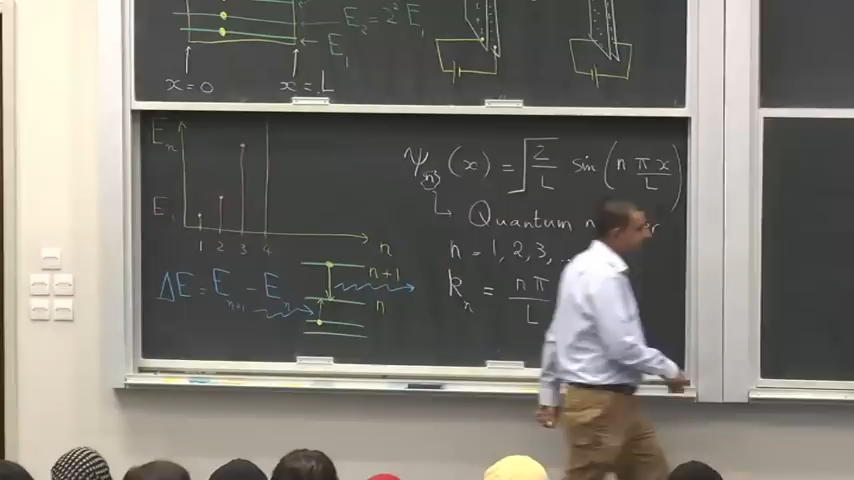 E₂ = 2² E₁
E₁
x = 0
x = L
Eₙ
E₁
1 2 3 4
n
ΔE = Eₙ₊₁ − Eₙ
n+1
n
ψₙ(x) = √(2/L) sin(n πx/L)
Quantum
n = 1, 2, 3, ..
kₙ = nπ/L